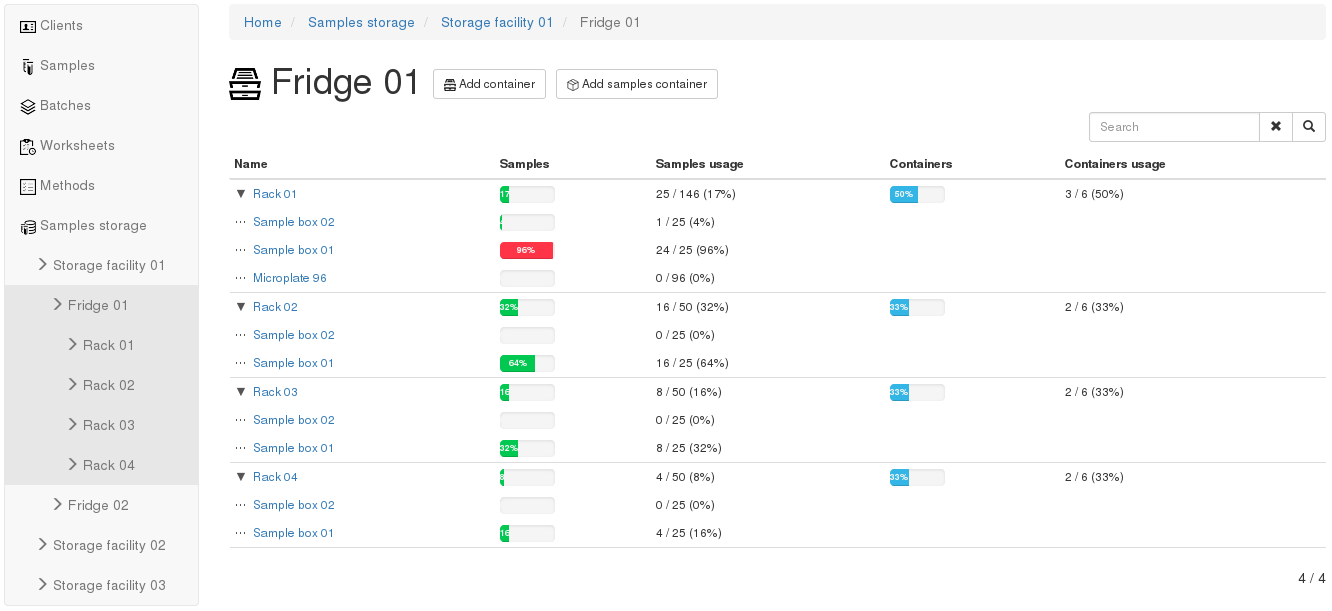 Clients
Samples
Batches
Worksheets
Methods
Samples storage
Storage facility 01
Fridge 01
Rack 01
Rack 02
Rack 03
Rack 04
Fridge 02
Storage facility 02
Storage facility 03
Home / Samples storage / Storage facility 01 / Fridge 01
Fridge 01 Add container Add samples container
Search
Name Samples Samples usage Containers Containers usage
Rack 01 17 25 / 146 (17%) 50% 3 / 6 (50%)
Sample box 02 1 / 25 (4%)
Sample box 01 96% 24 / 25 (96%)
Microplate 96 0 / 96 (0%)
Rack 02 32% 16 / 50 (32%) 33% 2 / 6 (33%)
Sample box 02 0 / 25 (0%)
Sample box 01 64% 16 / 25 (64%)
Rack 03 16 8 / 50 (16%) 33% 2 / 6 (33%)
Sample box 02 0 / 25 (0%)
Sample box 01 32% 8 / 25 (32%)
Rack 04 4 / 50 (8%) 33% 2 / 6 (33%)
Sample box 02 0 / 25 (0%)
Sample box 01 16 4 / 25 (16%)
4 / 4